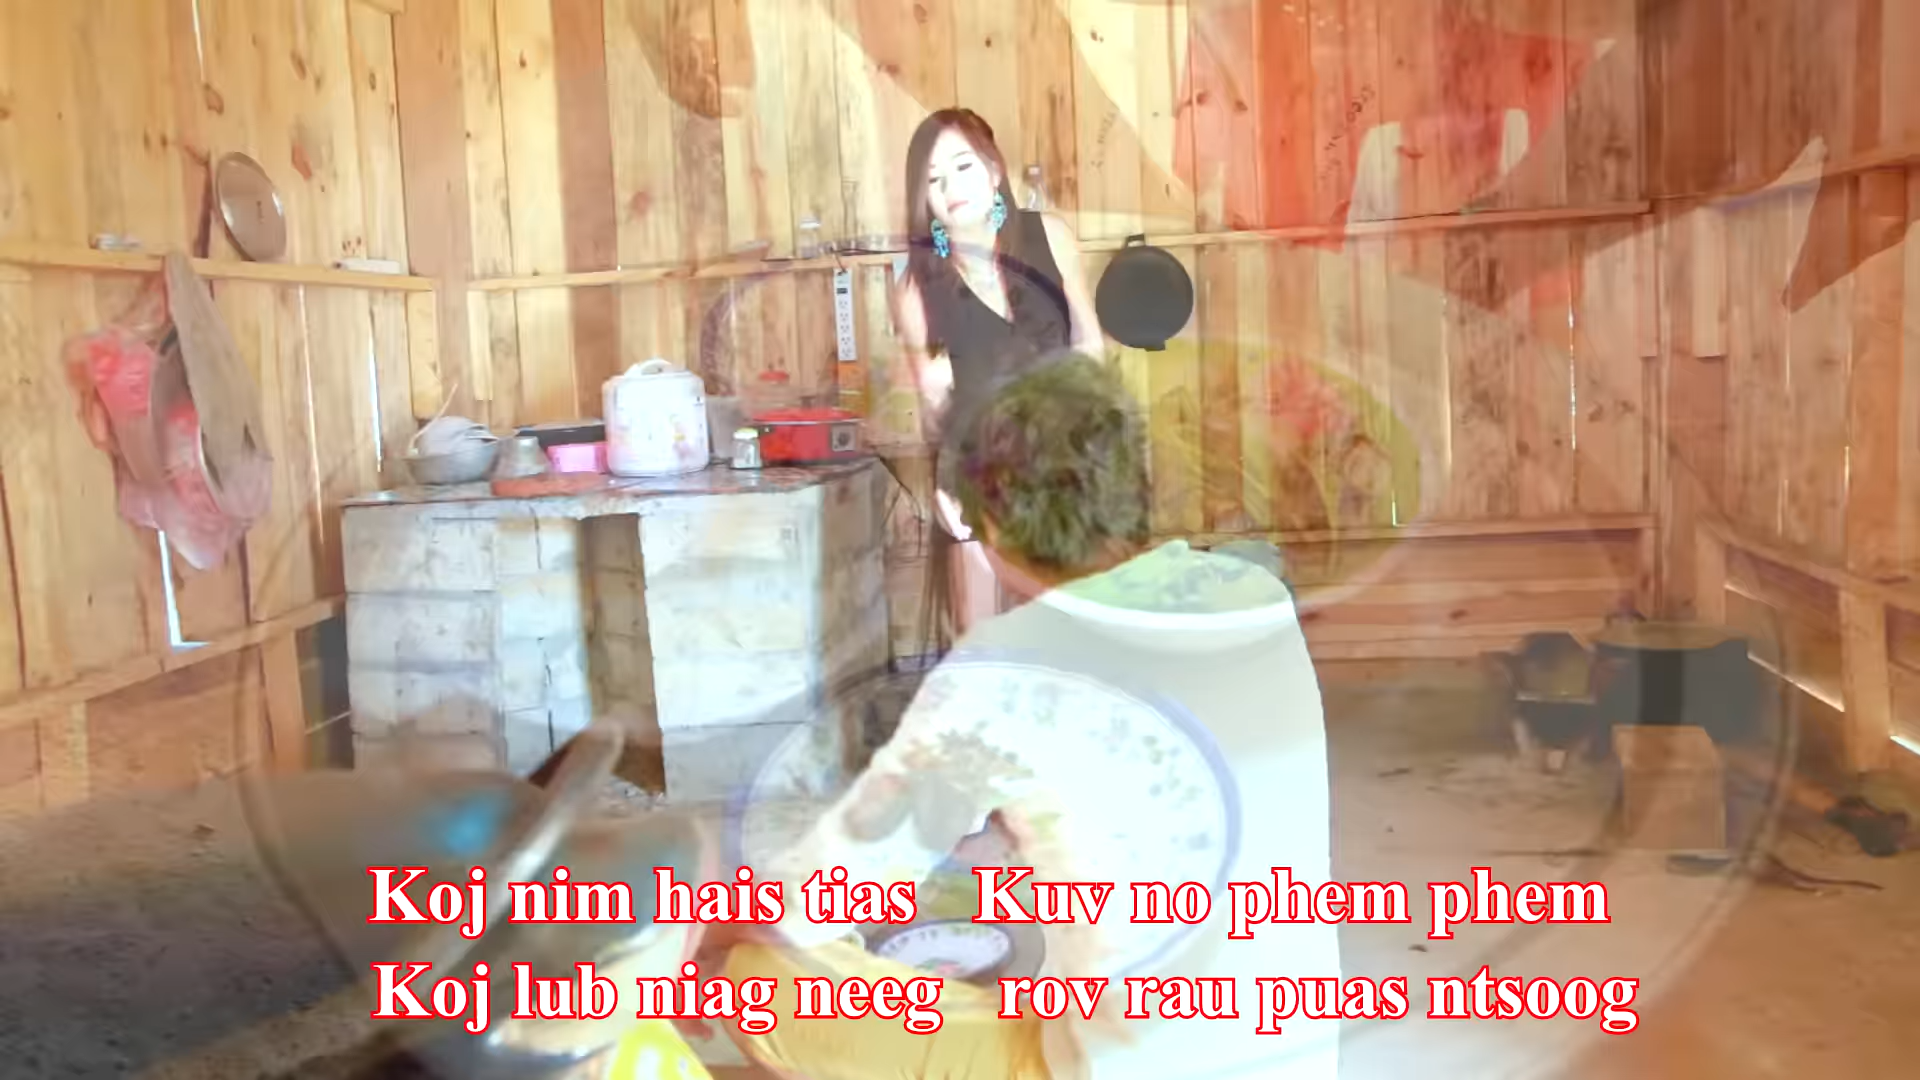 Koj nim hais tias Kuv no phem phem
Koj lub niag neeg rov rau puas ntsoog